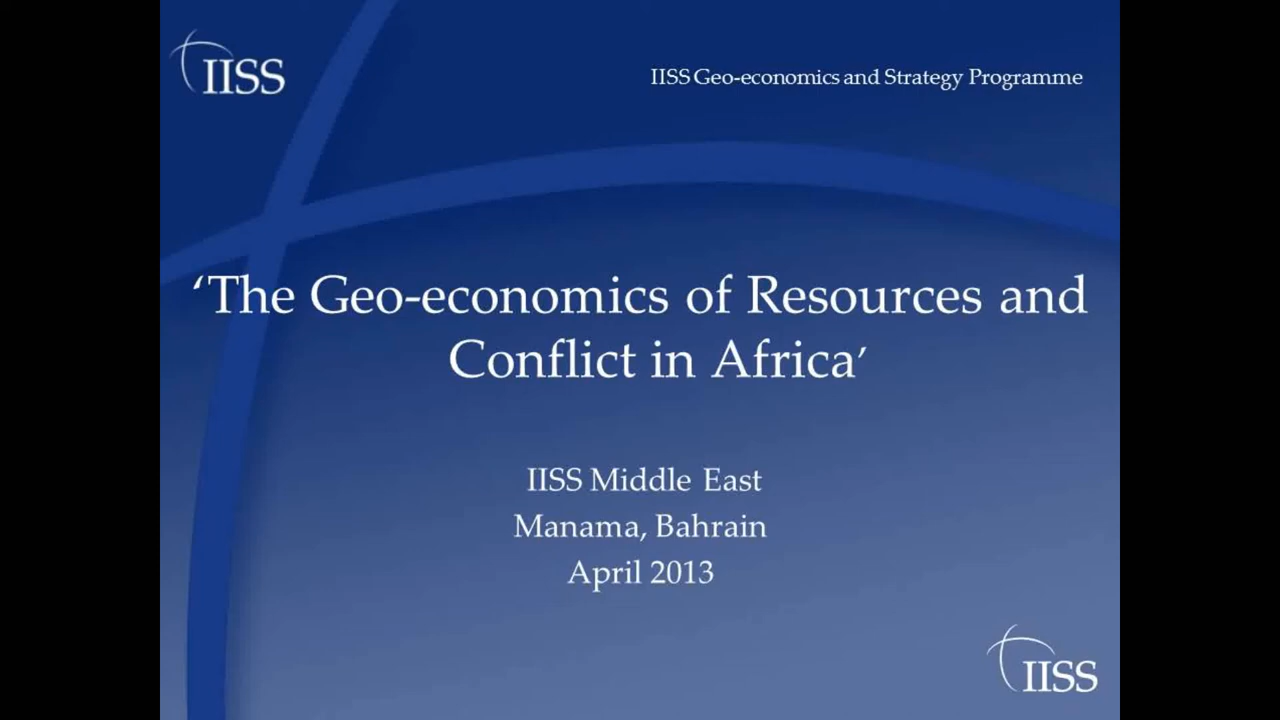 IISS
IISS Geo-economics and Strategy Programme
‘The Geo-economics of Resources and
Conflict in Africa’
IISS Middle East
Manama, Bahrain
April 2013
IISS